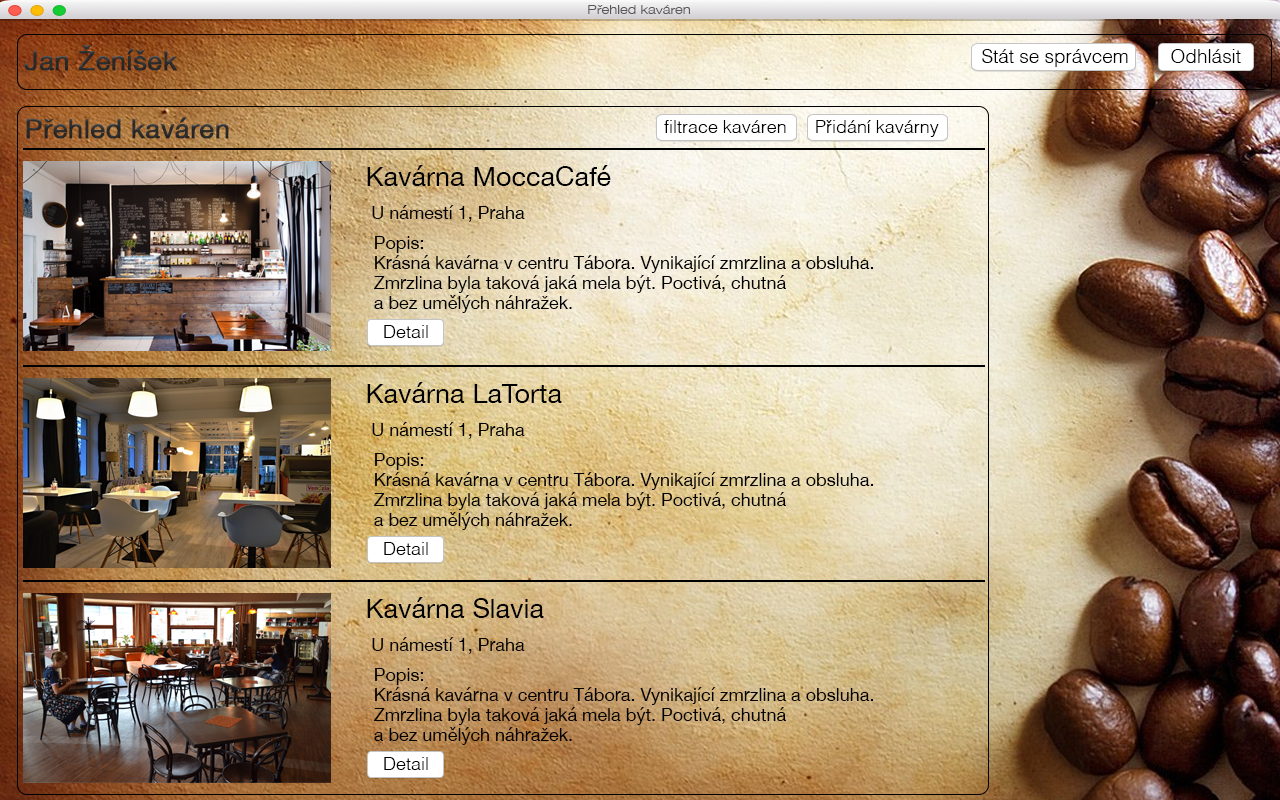 Přehled kaváren
Jan Ženíšek
Stát se správcem
Odhlásit
Přehled kaváren
filtrace kaváren
Přidání kavárny
Kavárna MoccaCafé
U námestí 1, Praha
Popis:
Krásná kavárna v centru Tábora. Vynikající zmrzlina a obsluha.
Zmrzlina byla taková jaká mela být. Poctivá, chutná
a bez umělých náhražek.
Detail
Kavárna LaTorta
U námestí 1, Praha
Popis:
Krásná kavárna v centru Tábora. Vynikající zmrzlina a obsluha.
Zmrzlina byla taková jaká mela být. Poctivá, chutná
a bez umělých náhražek.
Detail
Kavárna Slavia
U námestí 1, Praha
Popis:
Krásná kavárna v centru Tábora. Vynikající zmrzlina a obsluha.
Zmrzlina byla taková jaká mela být. Poctivá, chutná
a bez umělých náhražek.
Detail